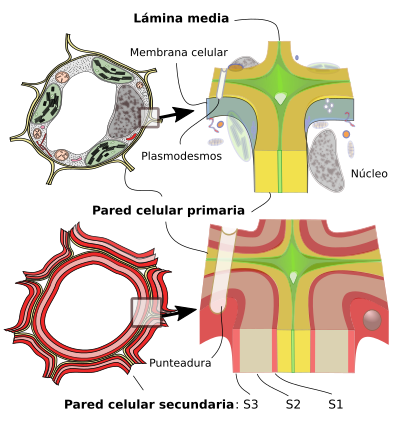 Lámina media
Membrana celular
Plasmodesmos
Núcleo
Pared celular primaria
Punteadura
Pared celular secundaria: S3 S2 S1